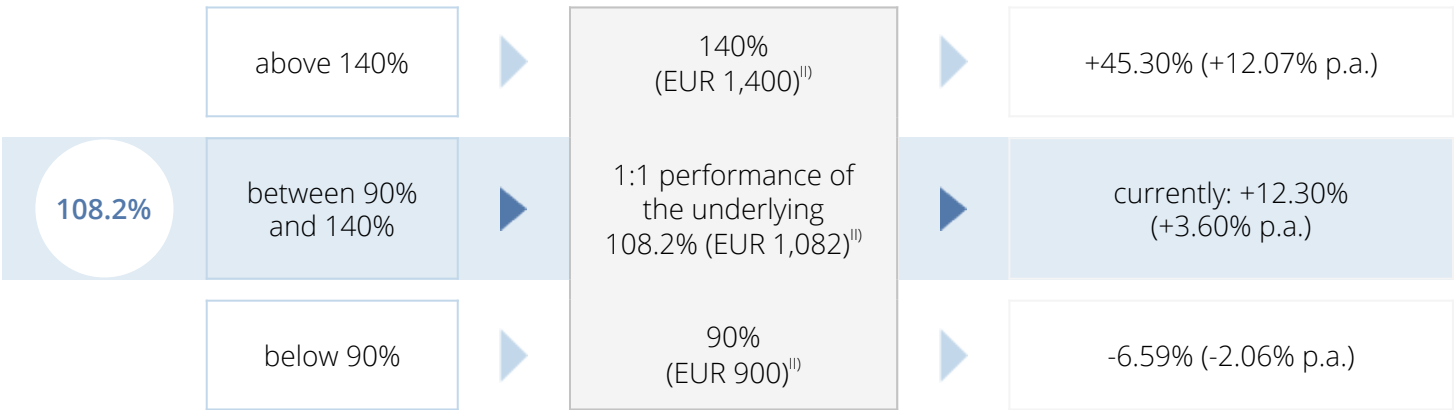 above 140%
140%
(EUR 1,400)II)
+45.30% (+12.07% p.a.)
108.2%
between 90%
and 140%
1:1 performance of
the underlying
108.2% (EUR 1,082)II)
currently: +12.30%
(+3.60% p.a.)
below 90%
90%
(EUR 900)II)
-6.59% (-2.06% p.a.)